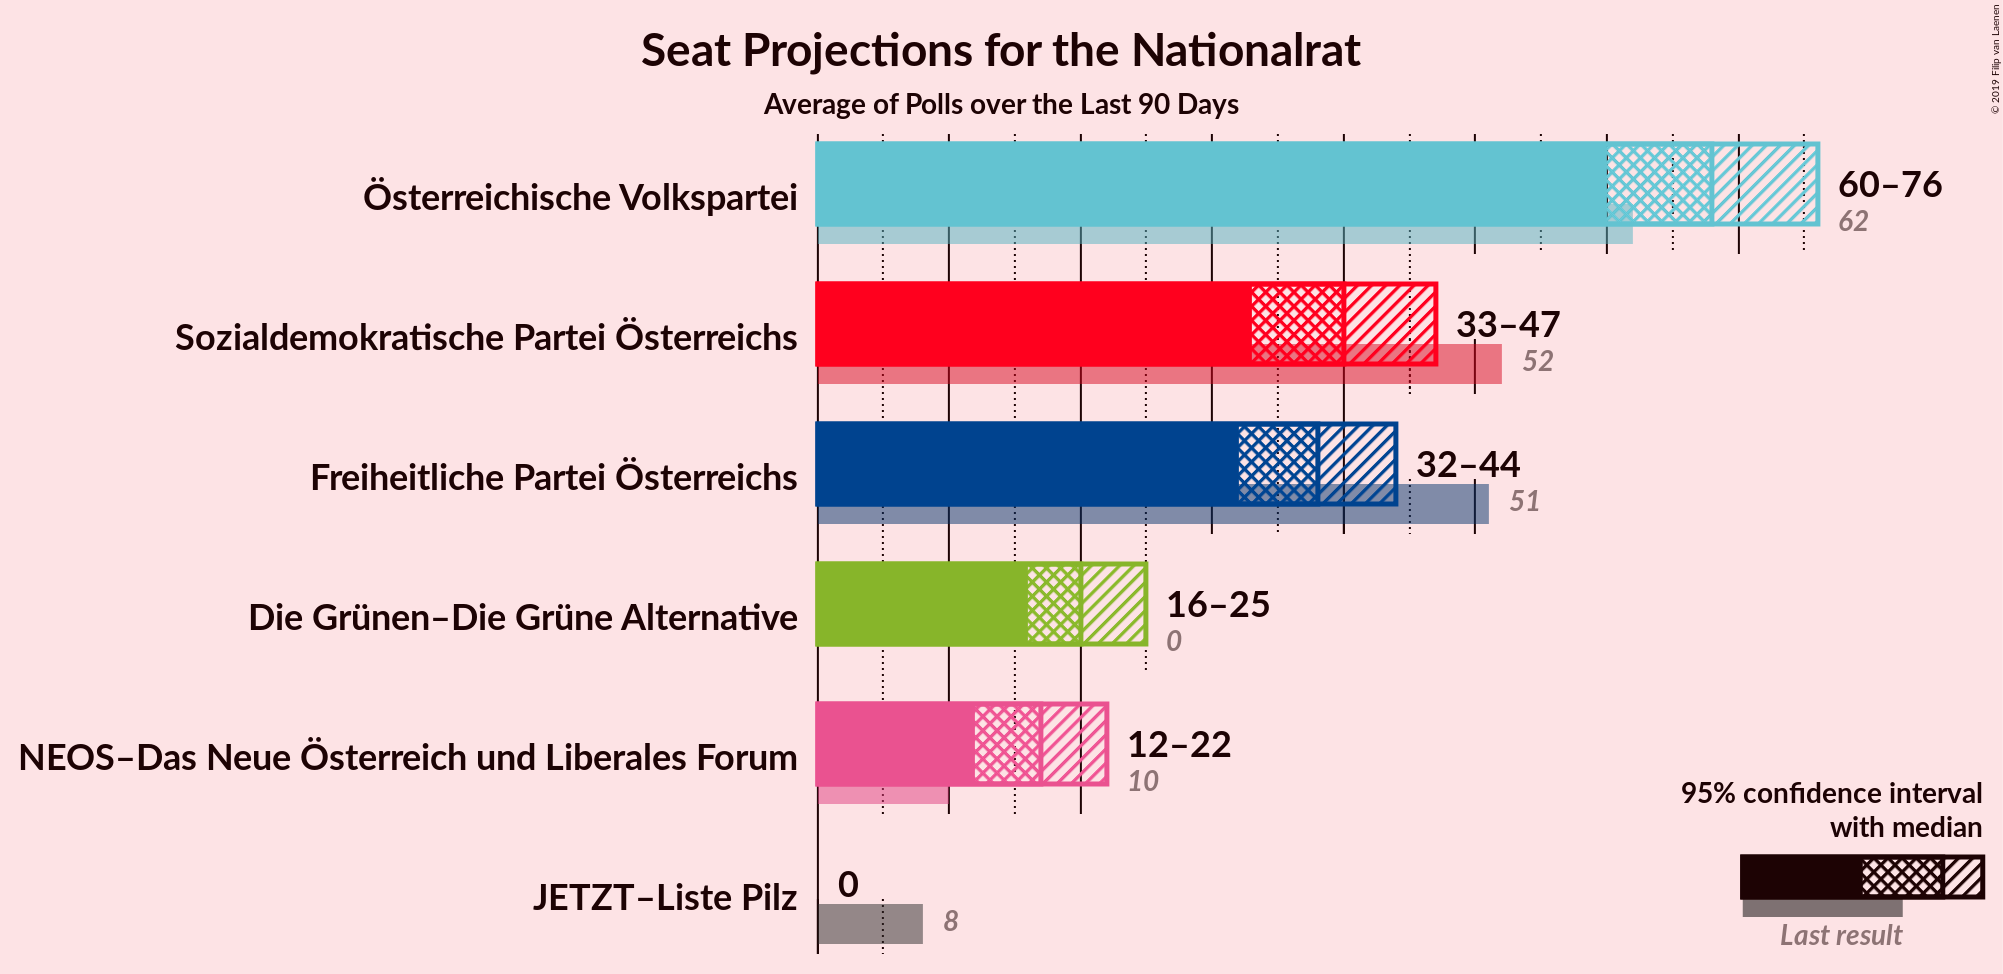 Seat Projections for the Nationalrat
Average of Polls over the Last 90 Days
© 2019 Filip van Laenen
Österreichische Volkspartei
60–76
62
Sozialdemokratische Partei Österreichs
33–47
52
Freiheitliche Partei Österreichs
32–44
51
Die Grünen–Die Grüne Alternative
16–25
0
NEOS–Das Neue Österreich und Liberales Forum
12–22
10
JETZT–Liste Pilz
0
8
95% confidence interval
with median
Last result